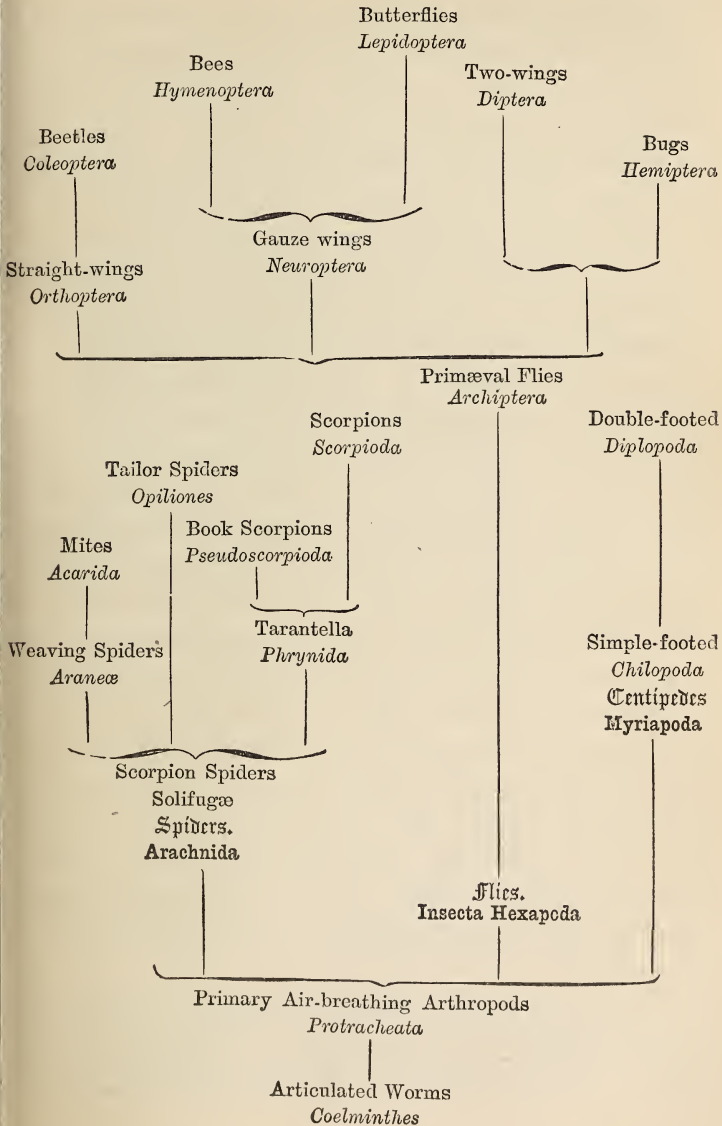 Butterflies
Lepidoptera
Bees
Hymenoptera
Two-wings
Diptera
Beetles
Coleoptera
Bugs
Hemiptera
Gauze wings
Neuroptera
Straight-wings
Orthoptera
Primæval Flies
Archiptera
Scorpions
Scorpioda
Double-footed
Diplopoda
Tailor Spiders
Opiliones
Book Scorpions
Pseudoscorpioda
Mites
Acarida
Tarantella
Phrynida
Weaving Spiders
Araneæ
Simple-footed
Chilopoda
Centipedes
Myriapoda
Scorpion Spiders
Solifugæ
Spiders.
Arachnida
Flies.
Insecta Hexapoda
Primary Air-breathing Arthropods
Protracheata
Articulated Worms
Coelminthes